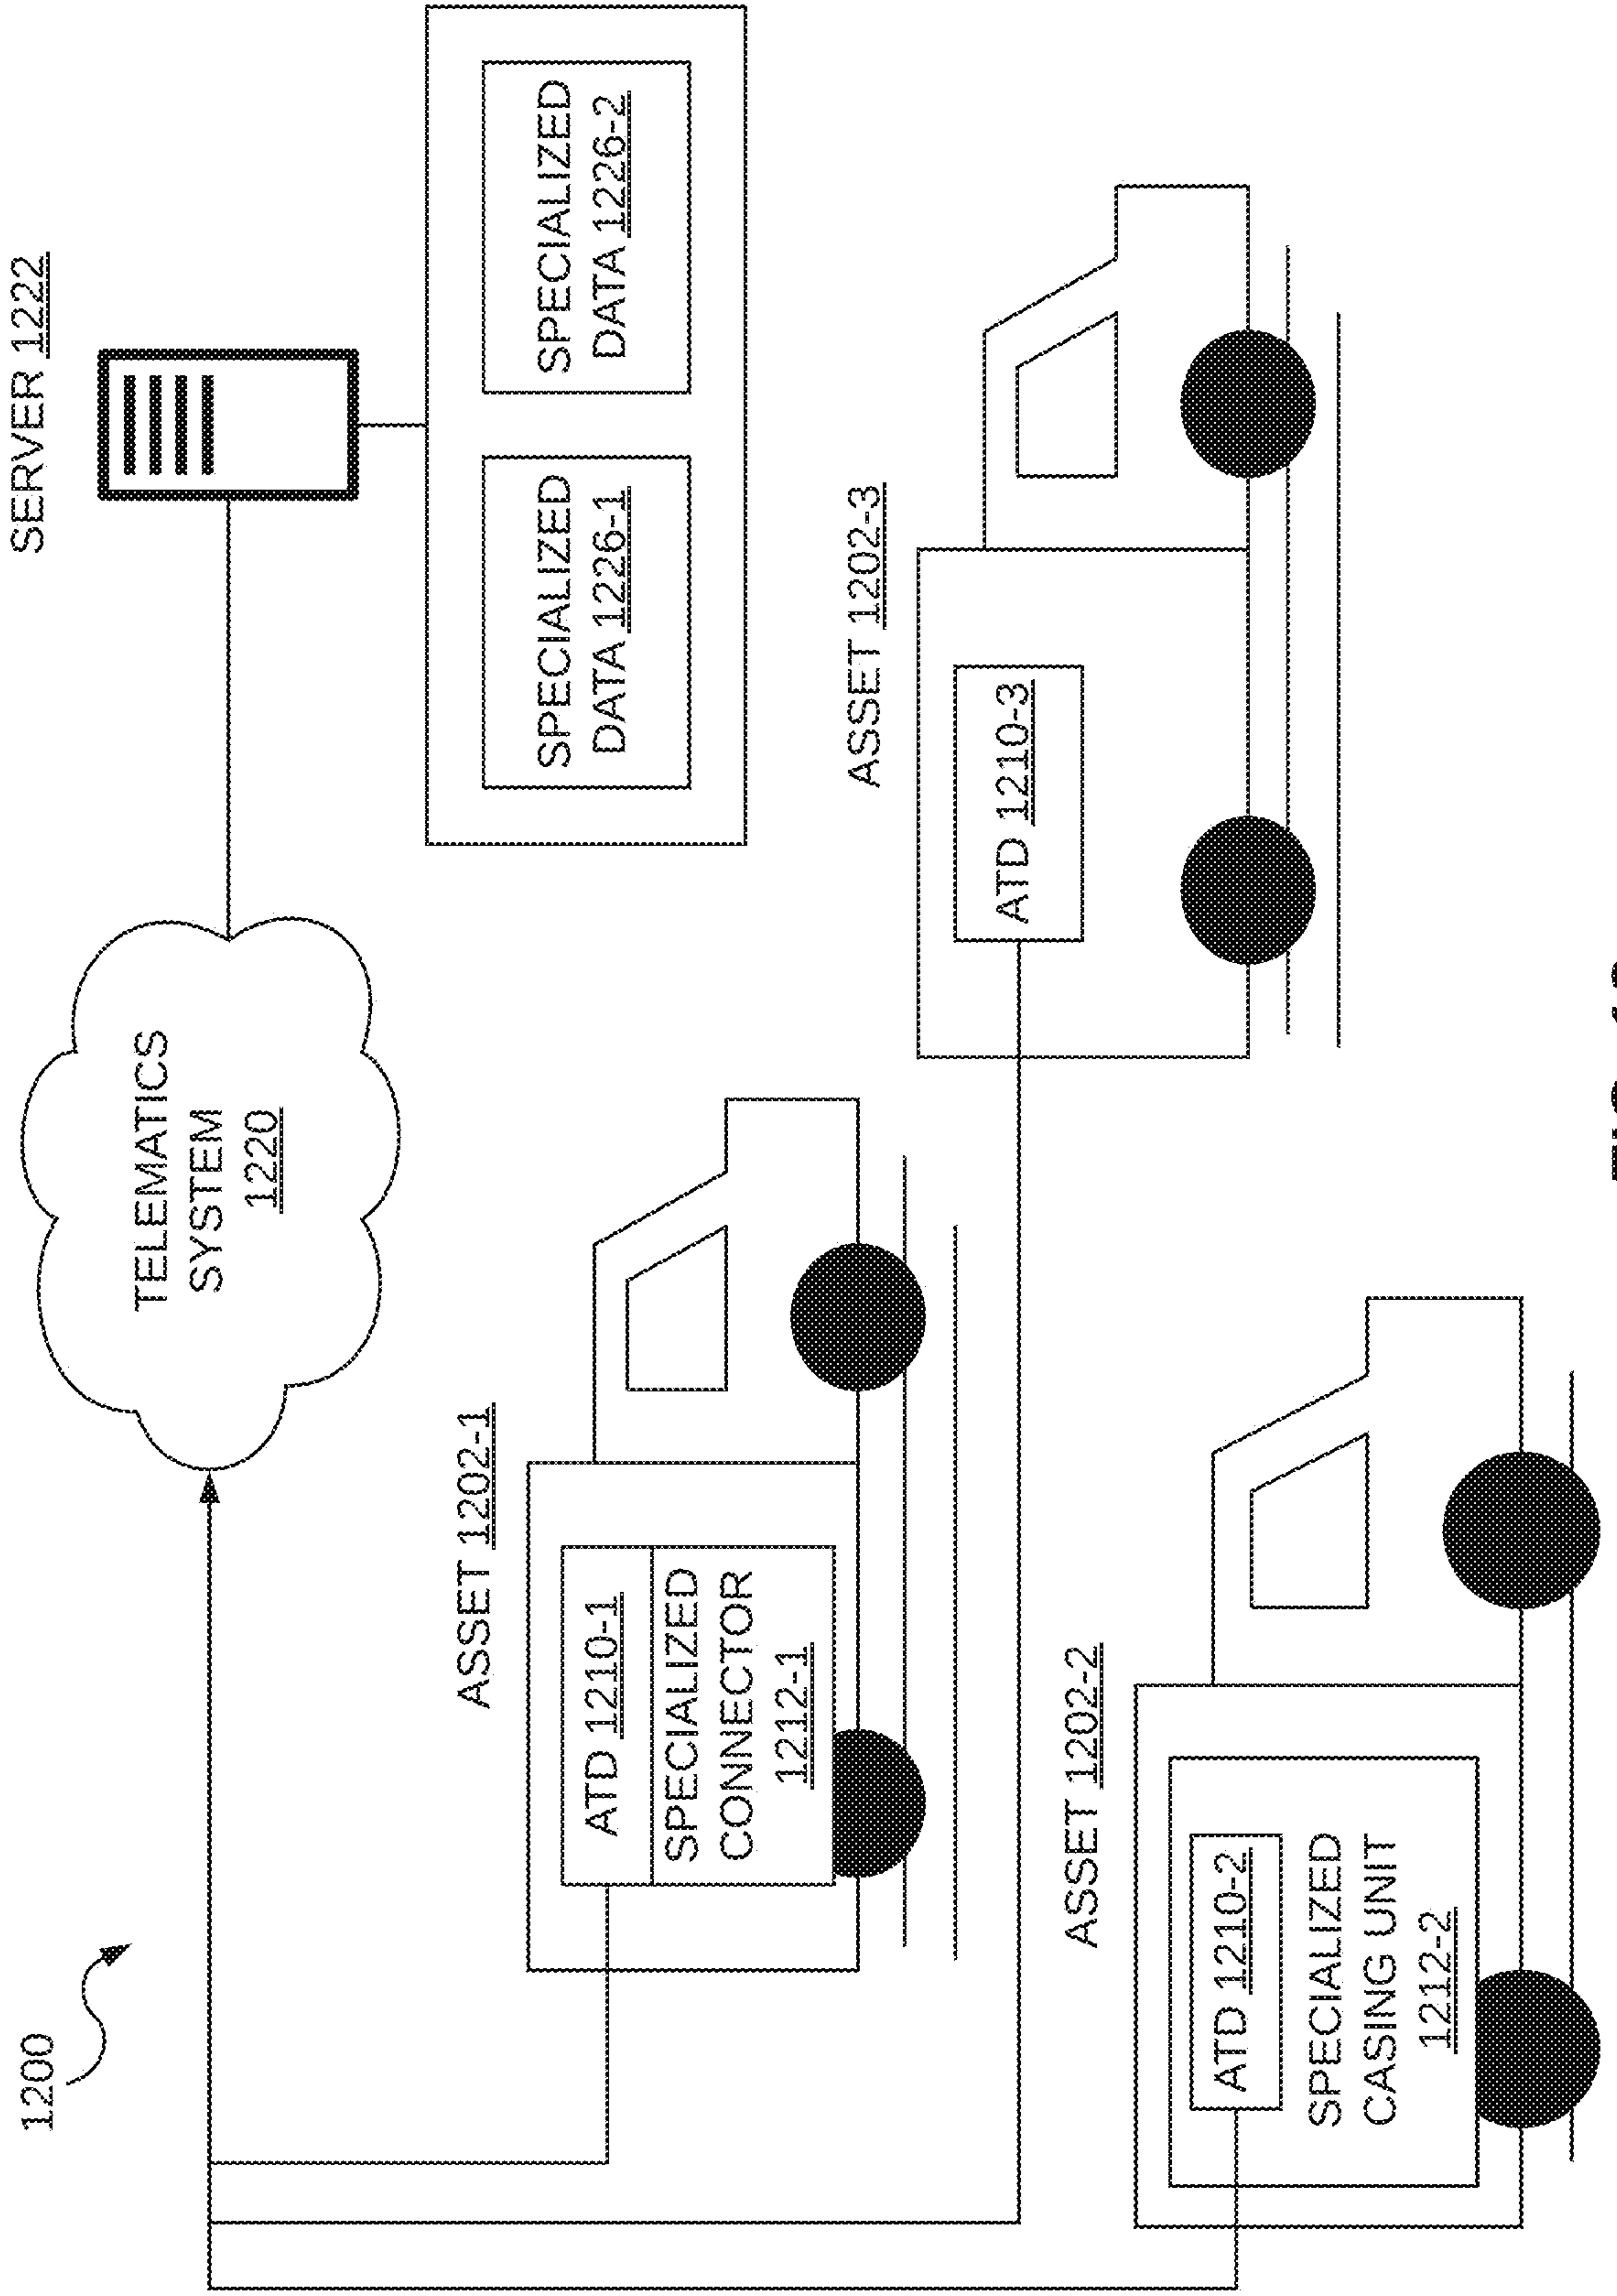 1200
TELEMATICS
SYSTEM
1220
SERVER 1222
SPECIALIZED
DATA 1226-1
SPECIALIZED
DATA 1226-2
ASSET 1202-1
ATD 1210-1
SPECIALIZED
CONNECTOR
1212-1
ASSET 1202-3
ATD 1210-3
ASSET 1202-2
ATD 1210-2
SPECIALIZED
CASING UNIT
1212-2